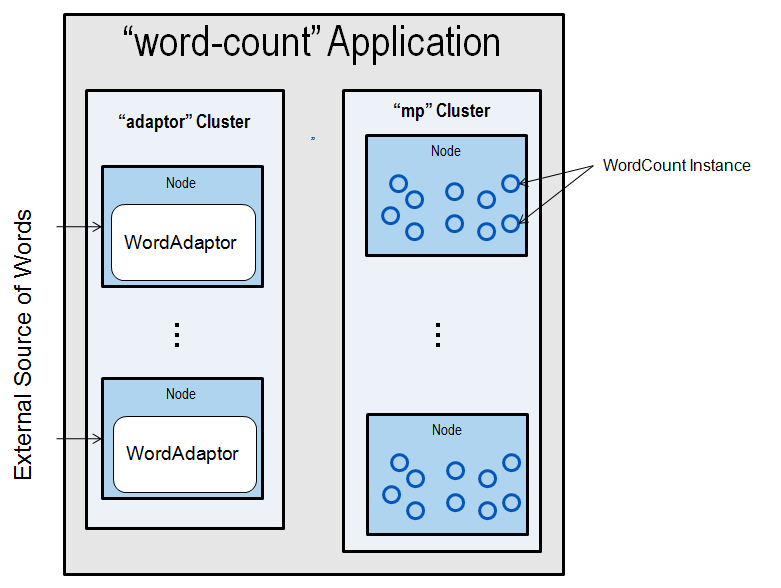 “word-count” Application
“adaptor” Cluster
Node
WordAdaptor
Node
WordAdaptor
External Source of Words
”
“mp” Cluster
Node
Node
WordCount Instance